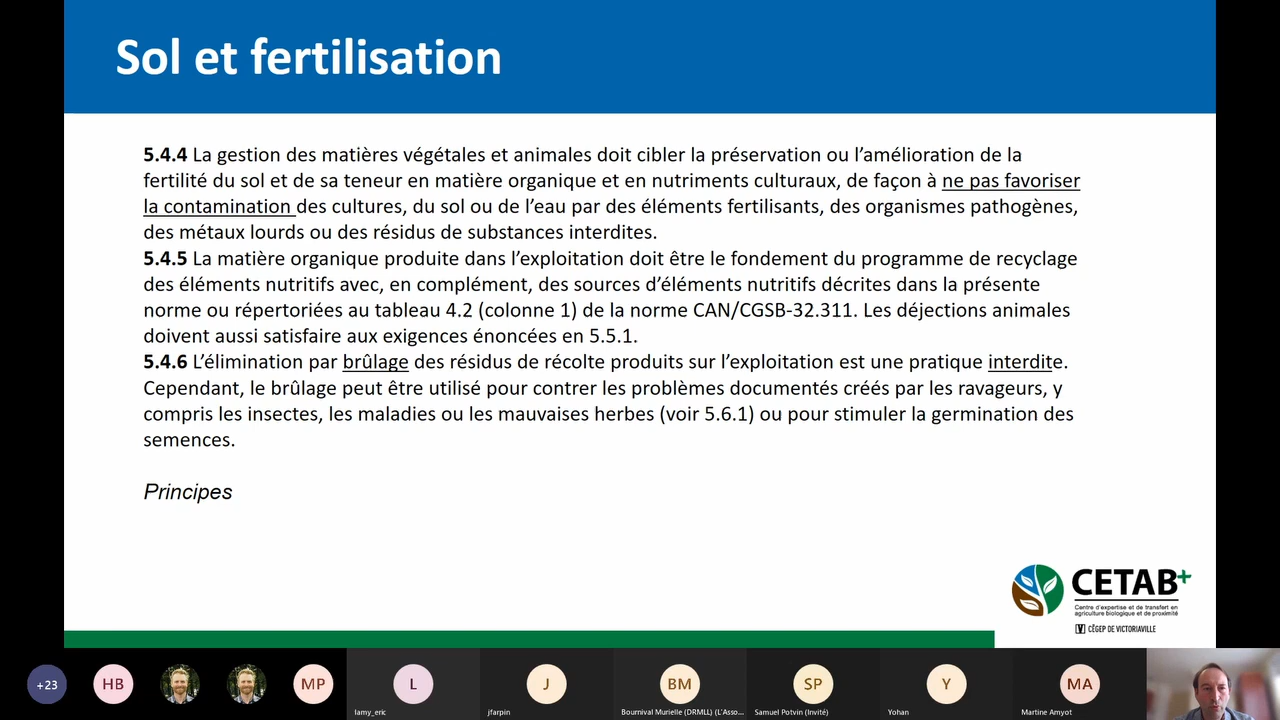 Sol et fertilisation
5.4.4 La gestion des matières végétales et animales doit cibler la préservation ou l’amélioration de la
fertilité du sol et de sa teneur en matière organique et en nutriments culturaux, de façon à ne pas favoriser
la contamination des cultures, du sol ou de l’eau par des éléments fertilisants, des organismes pathogènes,
des métaux lourds ou des résidus de substances interdites.
5.4.5 La matière organique produite dans l’exploitation doit être le fondement du programme de recyclage
des éléments nutritifs avec, en complément, des sources d’éléments nutritifs décrites dans la présente
norme ou répertoriées au tableau 4.2 (colonne 1) de la norme CAN/CGSB-32.311. Les déjections animales
doivent aussi satisfaire aux exigences énoncées en 5.5.1.
5.4.6 L’élimination par brûlage des résidus de récolte produits sur l’exploitation est une pratique interdite.
Cependant, le brûlage peut être utilisé pour contrer les problèmes documentés créés par les ravageurs, y
compris les insectes, les maladies ou les mauvaises herbes (voir 5.6.1) ou pour stimuler la germination des
semences.
Principes
CETAB+
Centre d'expertise et de transfert en
agriculture biologique et de proximité
CÉGEP DE VICTORIAVILLE
+23 HB MP L J BM SP Y MA
lamy_eric jfarpin Bournival Murielle (DRMLL) (L'Asso... Samuel Potvin (Invité) Yohan Martine Amyot